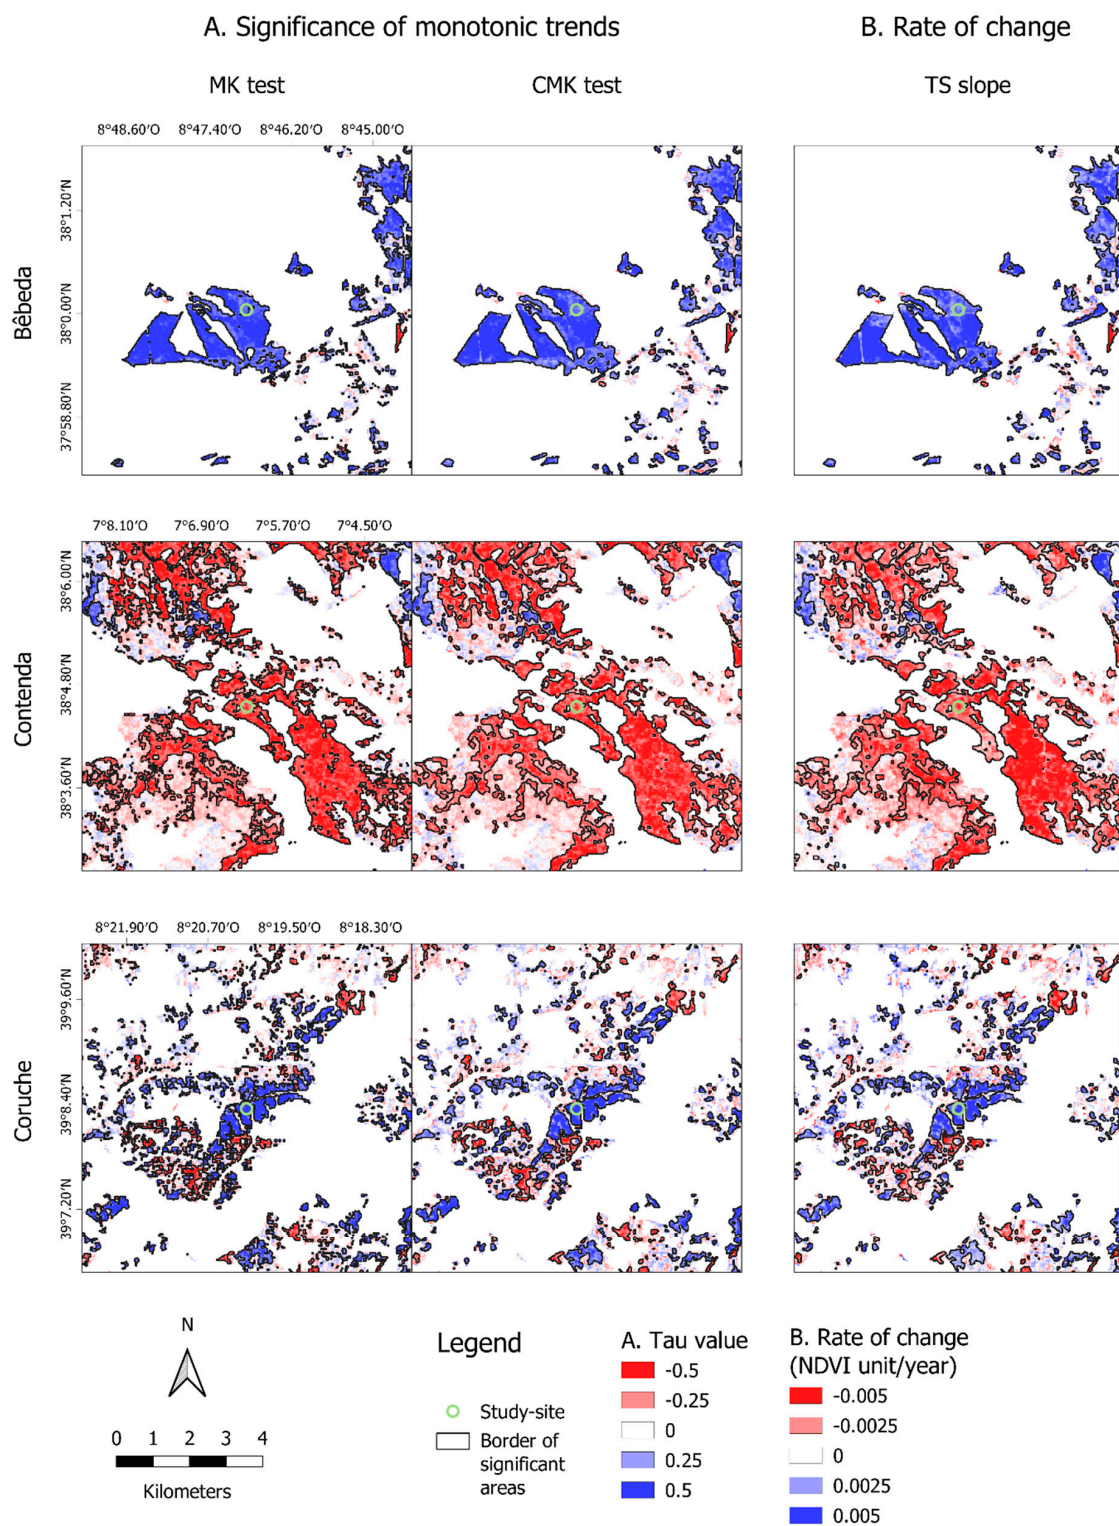 A. Significance of monotonic trends
B. Rate of change
MK test
CMK test
TS slope
8°48.60′O 8°47.40′O 8°46.20′O 8°45.00′O
38°1.20′N
38°0.00′N
37°58.80′N
Bêbeda
7°8.10′O 7°6.90′O 7°5.70′O 7°4.50′O
38°6.00′N
38°4.80′N
38°3.60′N
Contenda
8°21.90′O 8°20.70′O 8°19.50′O 8°18.30′O
39°9.60′N
39°8.40′N
39°7.20′N
Coruche
N
0 1 2 3 4
Kilometers
Legend
Study-site
Border of
significant
areas
A. Tau value
-0.5
-0.25
0
0.25
0.5
B. Rate of change
(NDVI unit/year)
-0.005
-0.0025
0
0.0025
0.005